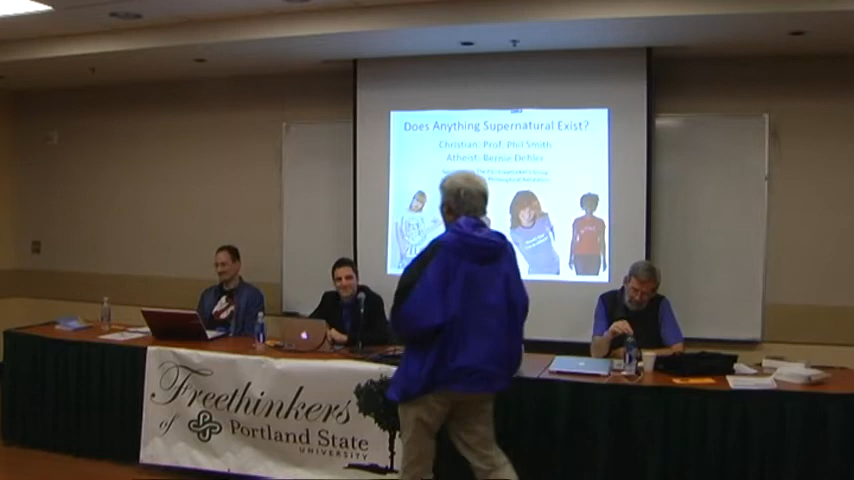 Does Anything Supernatural Exist?
Christian: Prof. Phil Smith
Atheist: Bernie Dehler
Freethinkers
of Portland State
UNIVERSITY